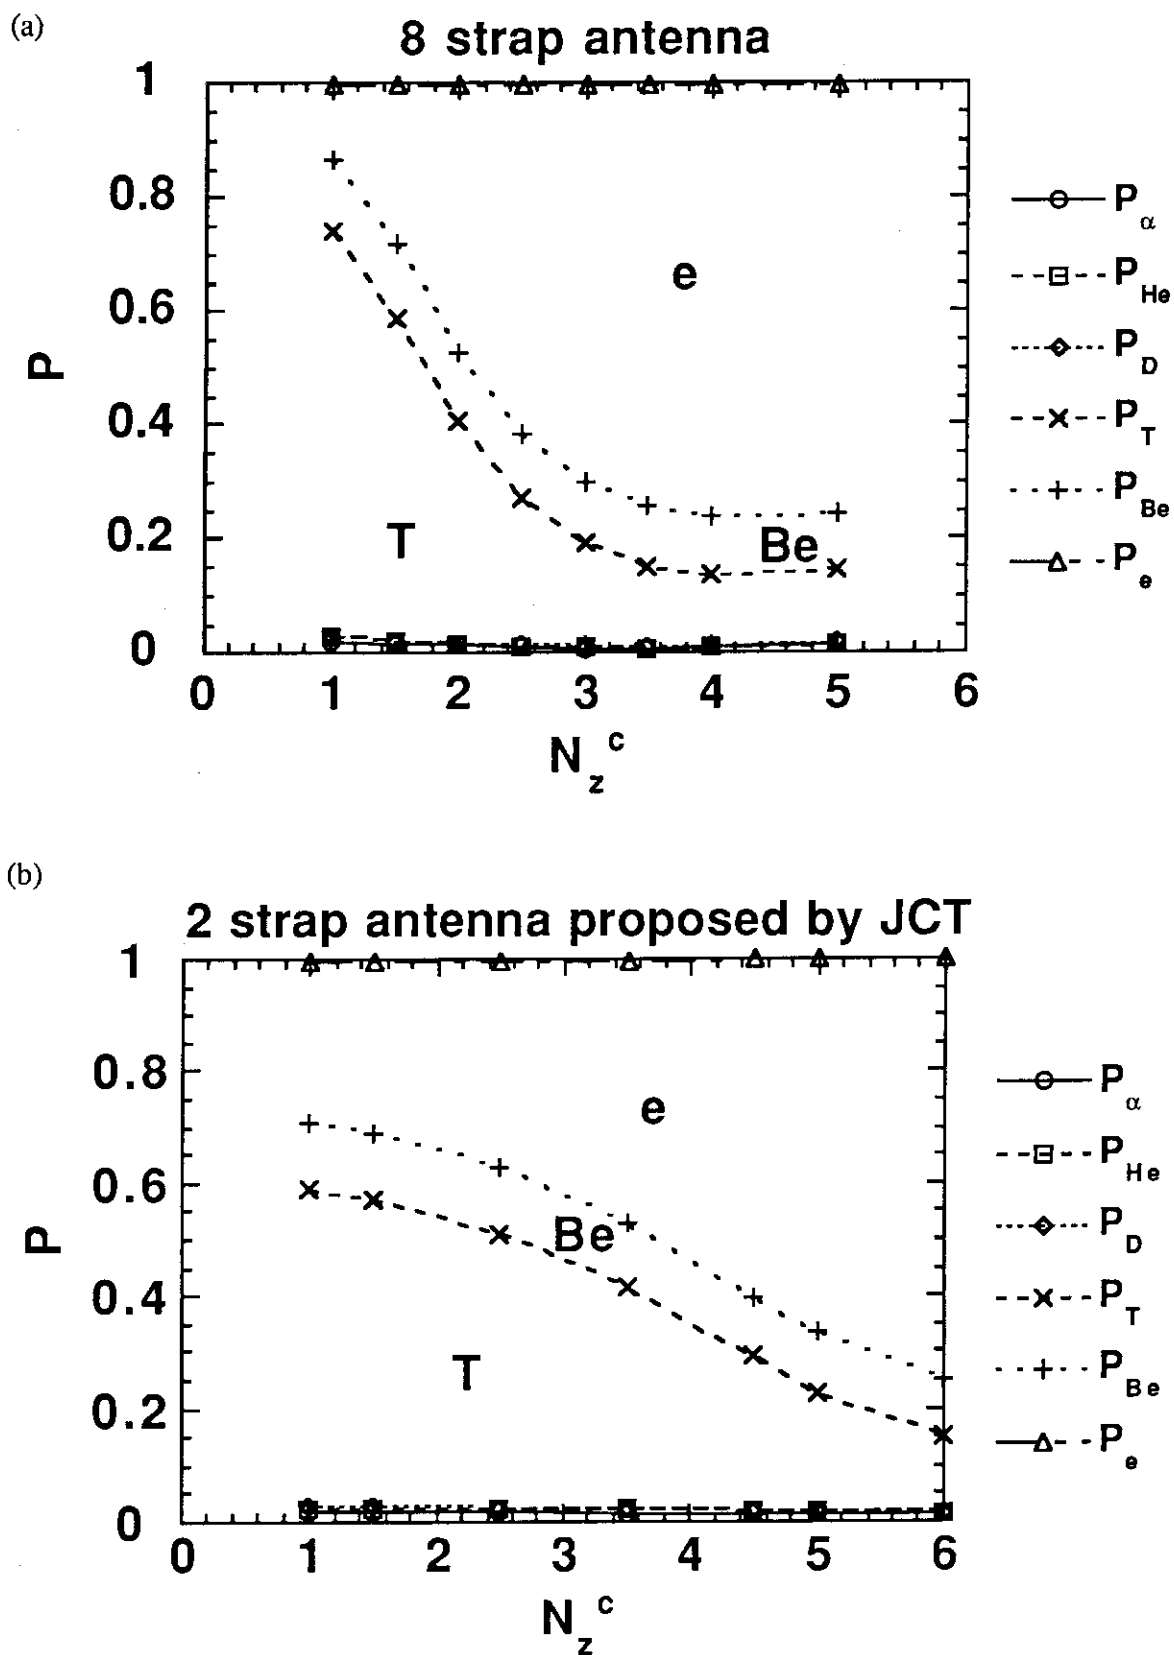 (a)
8 strap antenna
1
0.8
0.6
0.4
0.2
0
P
e
T
Be
0 1 2 3 4 5 6
N_z^c
P_α
P_He
P_D
P_T
P_Be
P_e
(b)
2 strap antenna proposed by JCT
1
0.8
0.6
0.4
0.2
0
P
e
Be
T
0 1 2 3 4 5 6
N_z^c
P_α
P_He
P_D
P_T
P_Be
P_e